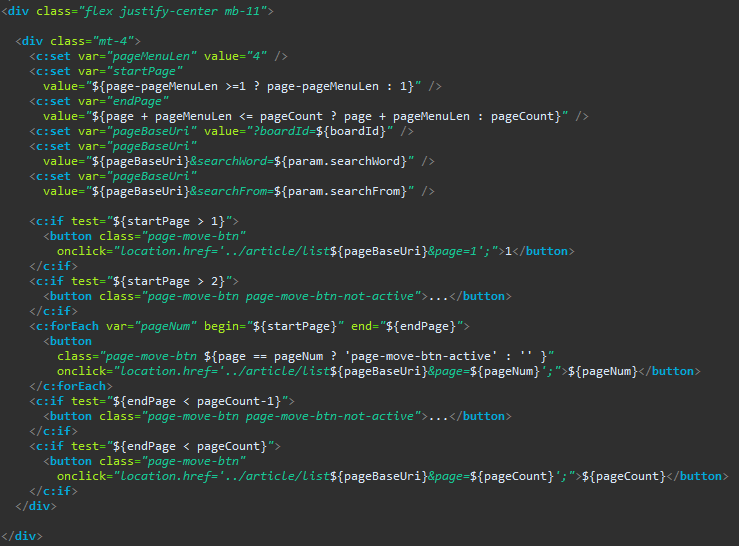 <div class="flex justify-center mb-11">
<div class="mt-4">
<c:set var="pageMenuLen" value="4" />
<c:set var="startPage"
value="${page-pageMenuLen >=1 ? page-pageMenuLen : 1}" />
<c:set var="endPage"
value="${page + pageMenuLen <= pageCount ? page + pageMenuLen : pageCount}" />
<c:set var="pageBaseUri" value="?boardId=${boardId}" />
<c:set var="pageBaseUri"
value="${pageBaseUri}&searchWord=${param.searchWord}" />
<c:set var="pageBaseUri"
value="${pageBaseUri}&searchFrom=${param.searchFrom}" />
<c:if test="${startPage > 1}">
<button class="page-move-btn"
onclick="location.href='../article/list${pageBaseUri}&page=1';">1</button>
</c:if>
<c:if test="${startPage > 2}">
<button class="page-move-btn page-move-btn-not-active">...</button>
</c:if>
<c:forEach var="pageNum" begin="${startPage}" end="${endPage}">
<button
class="page-move-btn ${page == pageNum ? 'page-move-btn-active' : '' }"
onclick="location.href='../article/list${pageBaseUri}&page=${pageNum}';">${pageNum}</button>
</c:forEach>
<c:if test="${endPage < pageCount-1}">
<button class="page-move-btn page-move-btn-not-active">...</button>
</c:if>
<c:if test="${endPage < pageCount}">
<button class="page-move-btn"
onclick="location.href='../article/list${pageBaseUri}&page=${pageCount}';">${pageCount}</button>
</c:if>
</div>
</div>